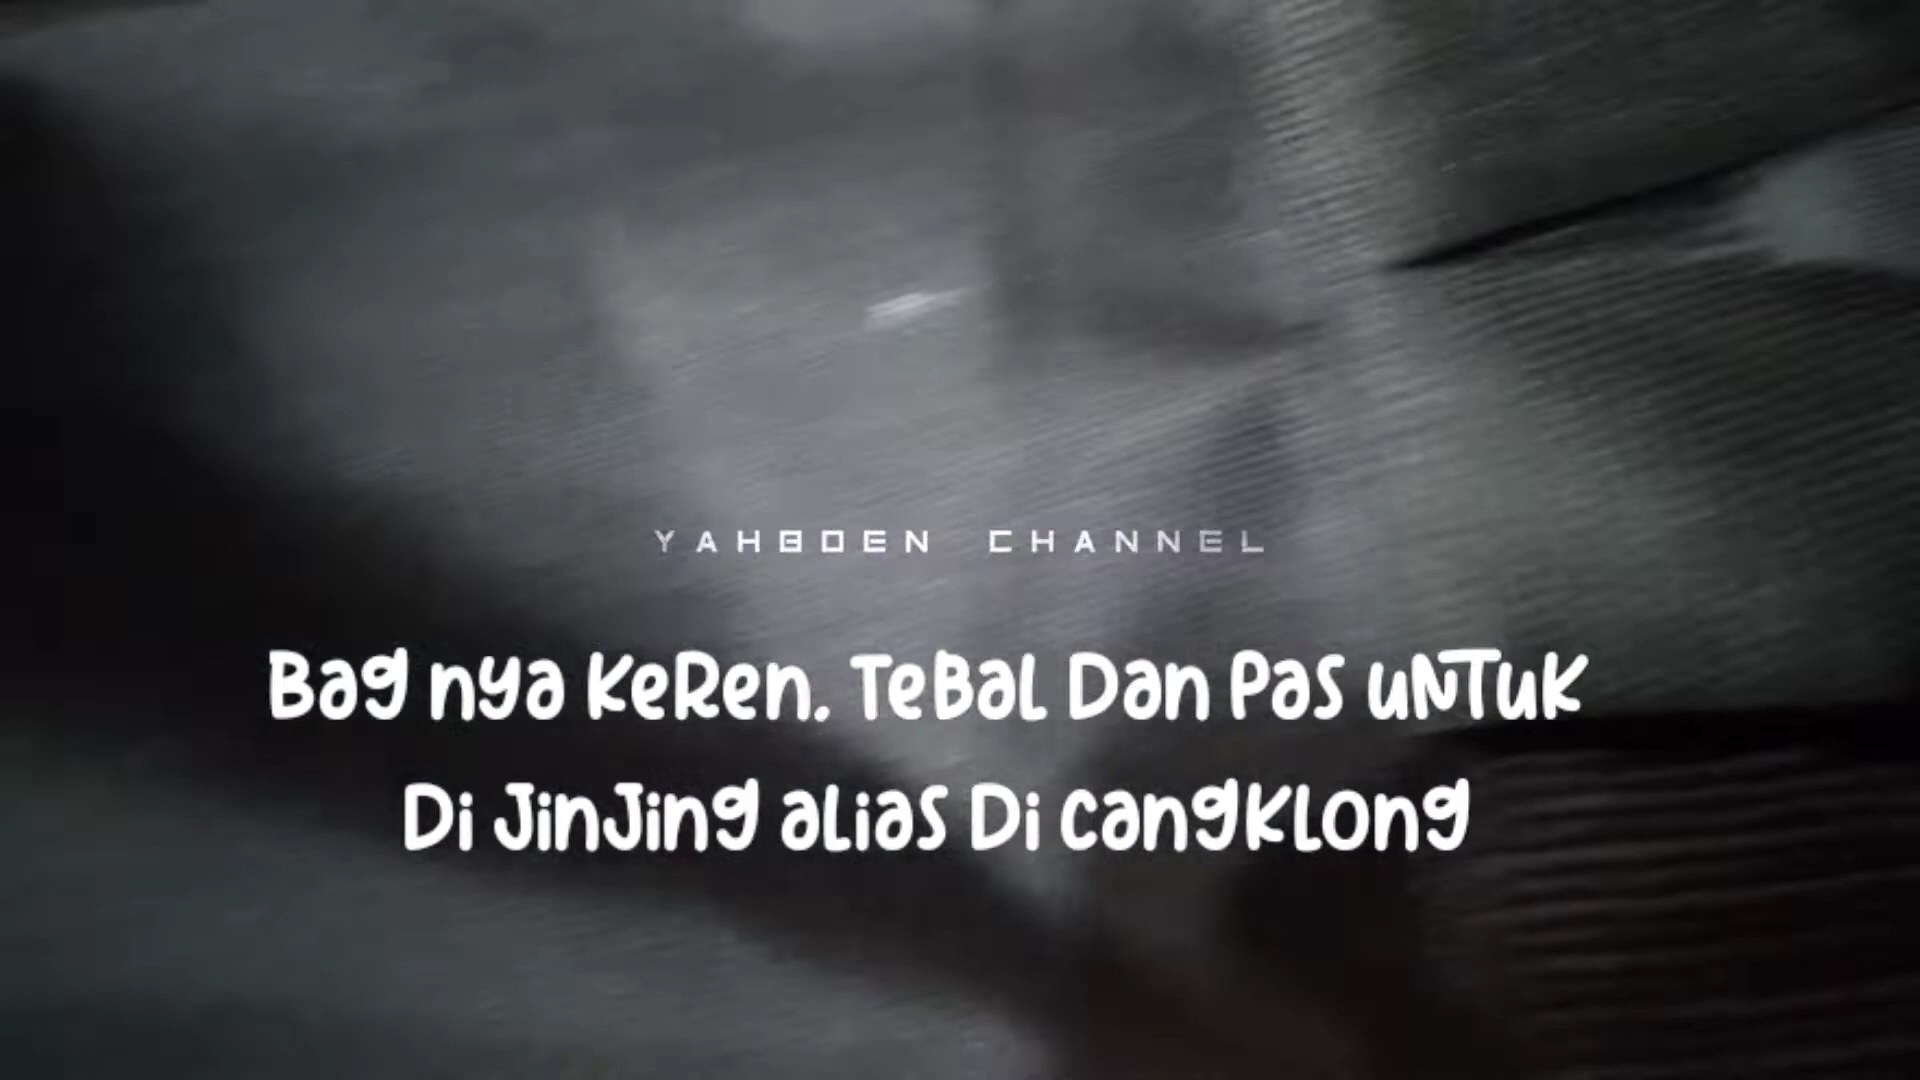 YAHBOEN CHANNEL
Bag nya keren. Tebal Dan Pas untuk
Di Jinjing alias Di cangklong